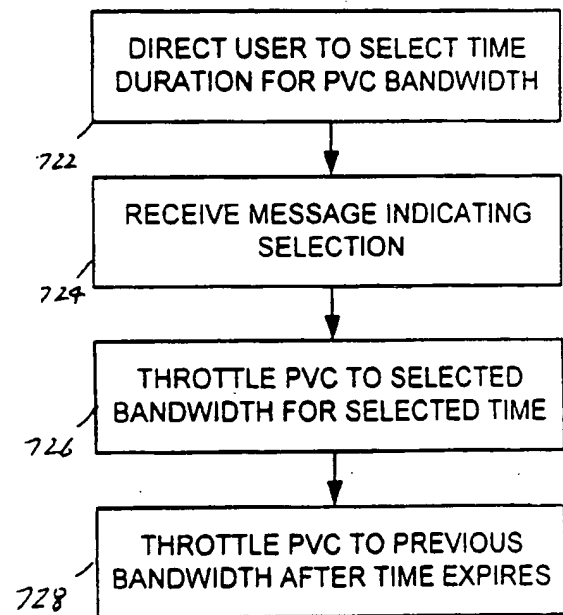 DIRECT USER TO SELECT TIME
DURATION FOR PVC BANDWIDTH
722
RECEIVE MESSAGE INDICATING
SELECTION
724
THROTTLE PVC TO SELECTED
BANDWIDTH FOR SELECTED TIME
726
THROTTLE PVC TO PREVIOUS
BANDWIDTH AFTER TIME EXPIRES
728